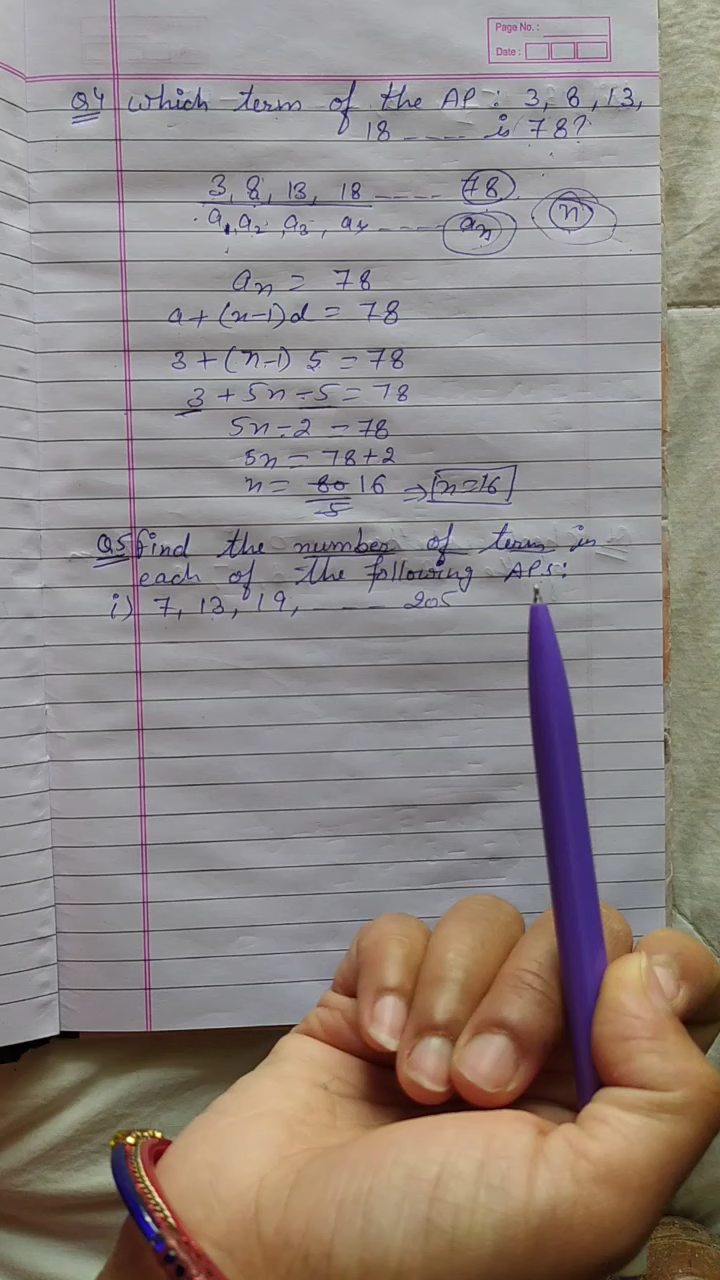 Page No. :
Date :
Q4 Which term of the AP: 3, 8, 13,
18 ---- is 78?
3, 8, 13, 18 ---- 78
a1, a2, a3, a4 ---- an n
an = 78
a+(n-1)d = 78
3+(n-1) 5 = 78
3 + 5n - 5 = 78
5n - 2 = 78
5n = 78+2
n = 80 16 ⇒ n=16
5
Q5 find the number of term in
each of the following APs:
i) 7, 13, 19, ---- 205